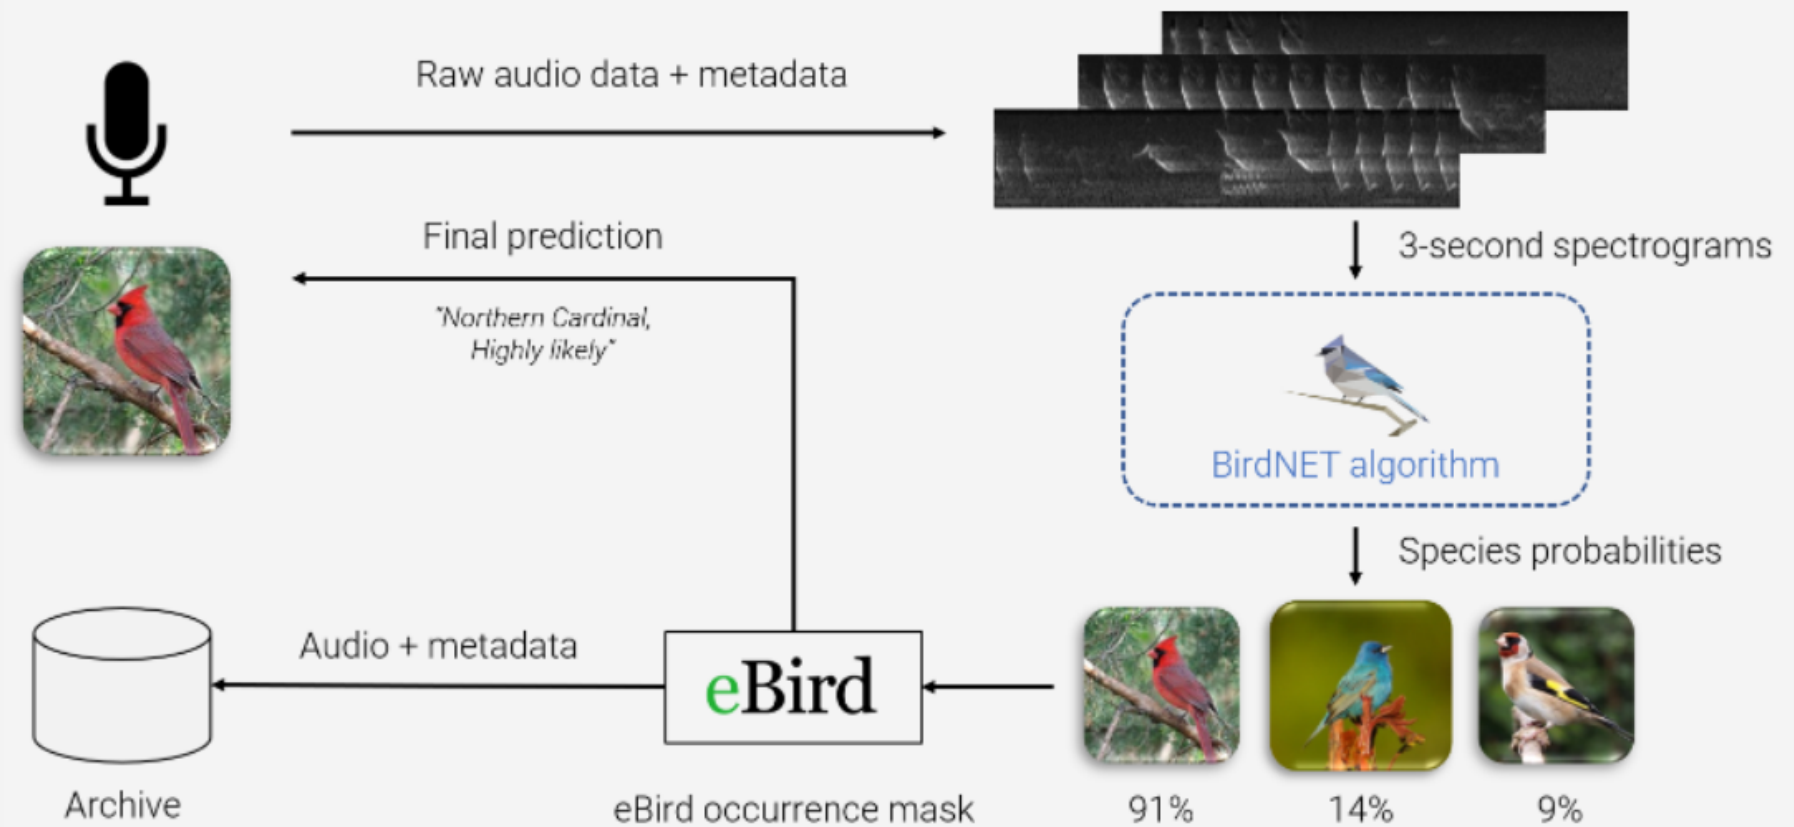 Raw audio data + metadata
Final prediction
3-second spectrograms
"Northern Cardinal,
Highly likely"
BirdNET algorithm
Species probabilities
Audio + metadata
eBird
Archive
eBird occurrence mask
91%
14%
9%